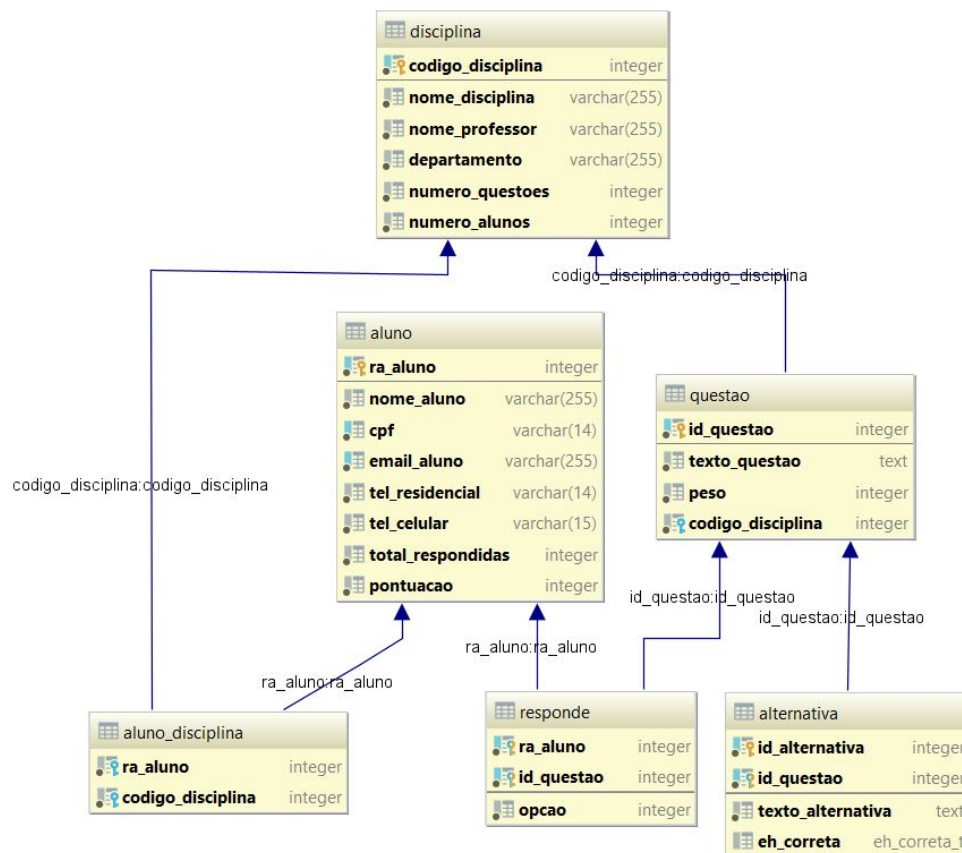 disciplina
codigo_disciplina integer
nome_disciplina varchar(255)
nome_professor varchar(255)
departamento varchar(255)
numero_questoes integer
numero_alunos integer
codigo_disciplina:codigo_disciplina
aluno
ra_aluno integer
nome_aluno varchar(255)
cpf varchar(14)
email_aluno varchar(255)
tel_residencial varchar(14)
tel_celular varchar(15)
total_respondidas integer
pontuacao integer
questao
id_questao integer
texto_questao text
peso integer
codigo_disciplina integer
codigo_disciplina:codigo_disciplina
id_questao:id_questao
id_questao:id_questao
ra_aluno:ra_aluno
ra_aluno:ra_aluno
aluno_disciplina
ra_aluno integer
codigo_disciplina integer
responde
ra_aluno integer
id_questao integer
opcao integer
alternativa
id_alternativa integer
id_questao integer
texto_alternativa text
eh_correta eh_correta_t